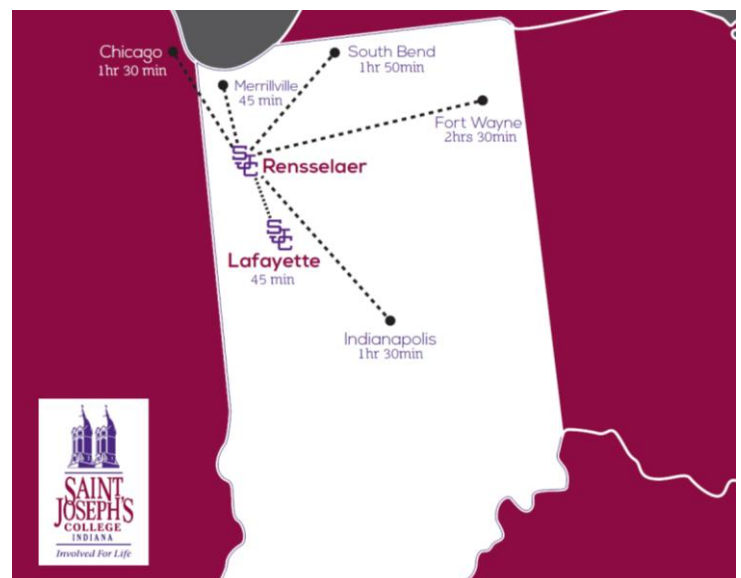 Chicago
1hr 30 min
South Bend
1hr 50min
Merrillville
45 min
Fort Wayne
2hrs 30min
SJC
Rensselaer
SJC
Lafayette
45 min
Indianapolis
1hr 30min
SAINT
JOSEPH'S
COLLEGE
INDIANA
Involved For Life